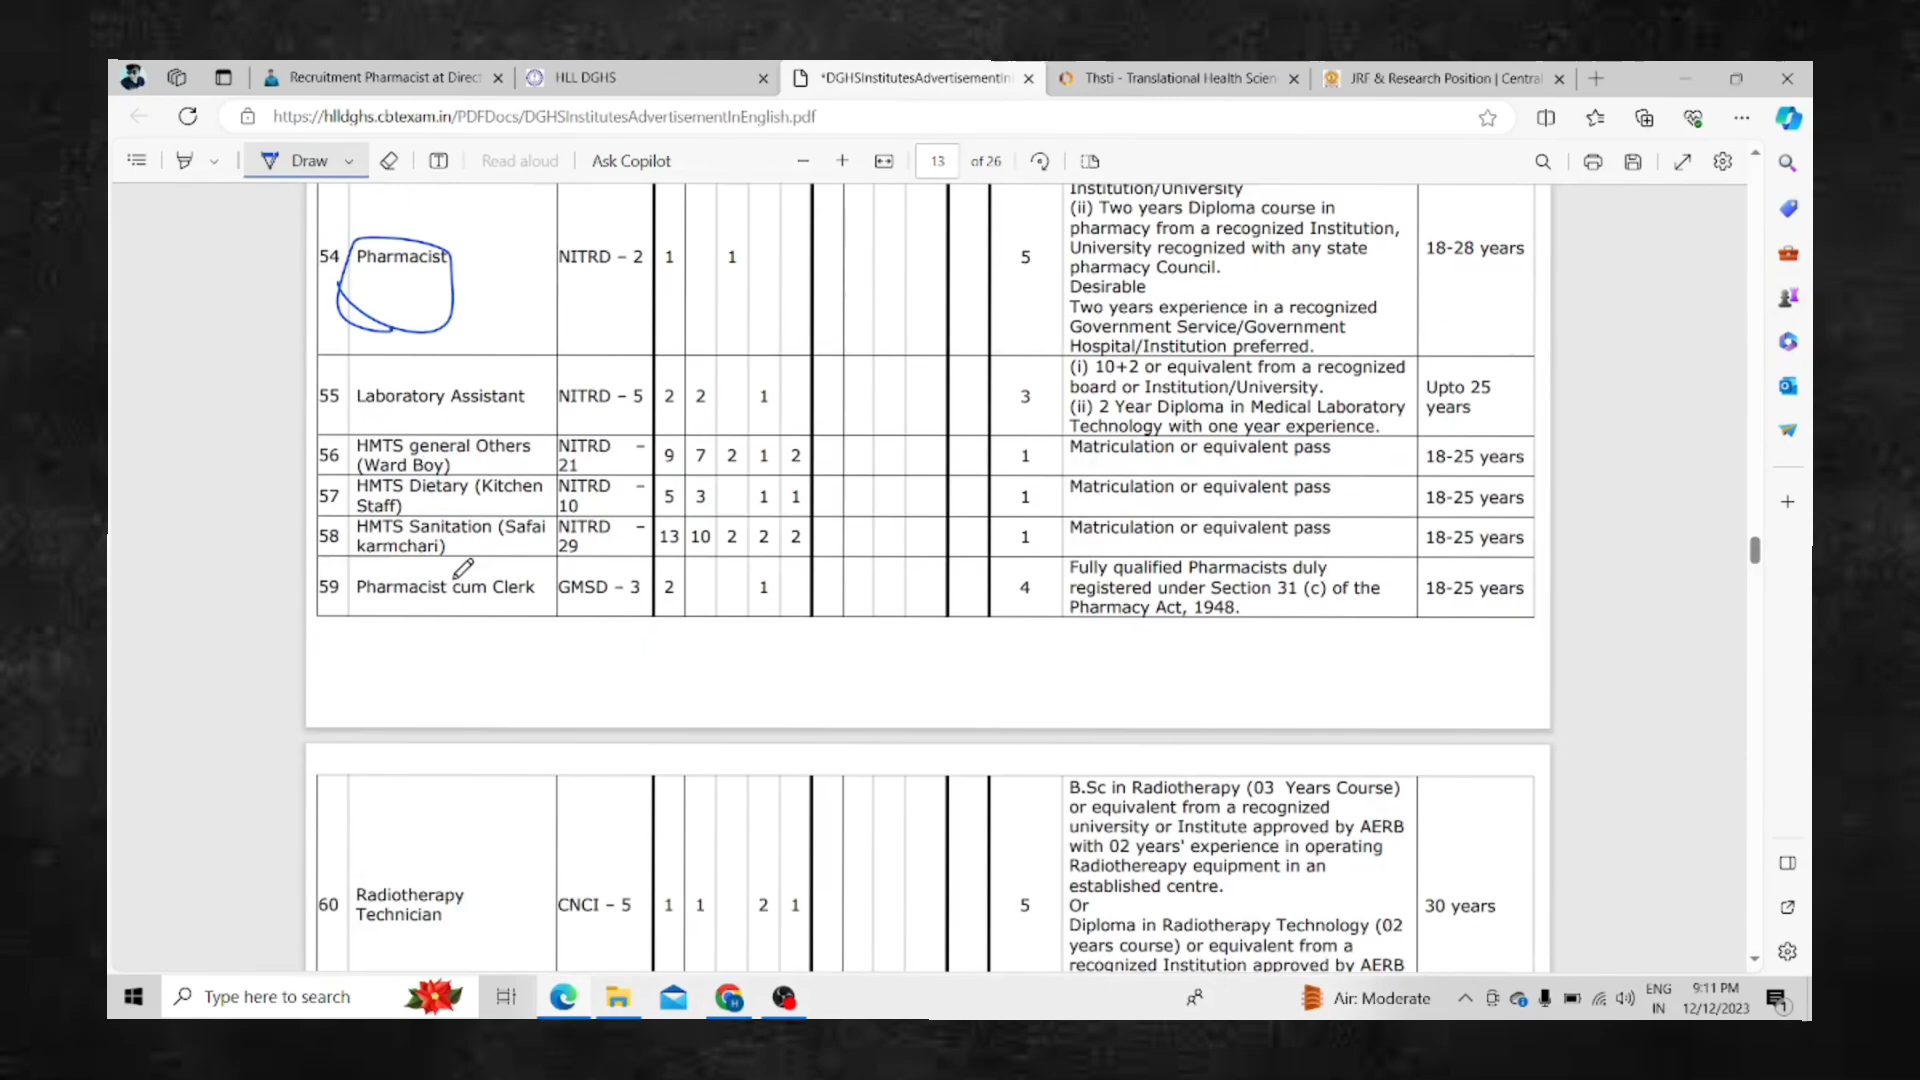 Recruitment Pharmacist at Direct
HLL DGHS
*DGHSInstitutesAdvertisementIn
Thsti - Translational Health Scien
JRF & Research Position | Central
https://hlldghs.cbtexam.in/PDFDocs/DGHSInstitutesAdvertisementInEnglish.pdf
Draw
Read aloud
Ask Copilot
13 of 26
54 Pharmacist NITRD – 2 1 1 5 Institution/University
(ii) Two years Diploma course in
pharmacy from a recognized Institution,
University recognized with any state
pharmacy Council.
Desirable
Two years experience in a recognized
Government Service/Government
Hospital/Institution preferred.
18-28 years
55 Laboratory Assistant NITRD – 5 2 2 1 3 (i) 10+2 or equivalent from a recognized
board or Institution/University.
(ii) 2 Year Diploma in Medical Laboratory
Technology with one year experience.
Upto 25
years
56 HMTS general Others
(Ward Boy)
NITRD –
21
9 7 2 1 2 1 Matriculation or equivalent pass 18-25 years
57 HMTS Dietary (Kitchen
Staff)
NITRD –
10
5 3 1 1 1 Matriculation or equivalent pass 18-25 years
58 HMTS Sanitation (Safai
karmchari)
NITRD –
29
13 10 2 2 2 1 Matriculation or equivalent pass 18-25 years
59 Pharmacist cum Clerk GMSD – 3 2 1 4 Fully qualified Pharmacists duly
registered under Section 31 (c) of the
Pharmacy Act, 1948.
18-25 years
60 Radiotherapy
Technician
CNCI – 5 1 1 2 1 5 B.Sc in Radiotherapy (03 Years Course)
or equivalent from a recognized
university or Institute approved by AERB
with 02 years' experience in operating
Radiothereapy equipment in an
established centre.
Or
Diploma in Radiotherapy Technology (02
years course) or equivalent from a
recognized Institution approved by AERB
30 years
Type here to search
Air: Moderate
ENG
IN
9:11 PM
12/12/2023
1